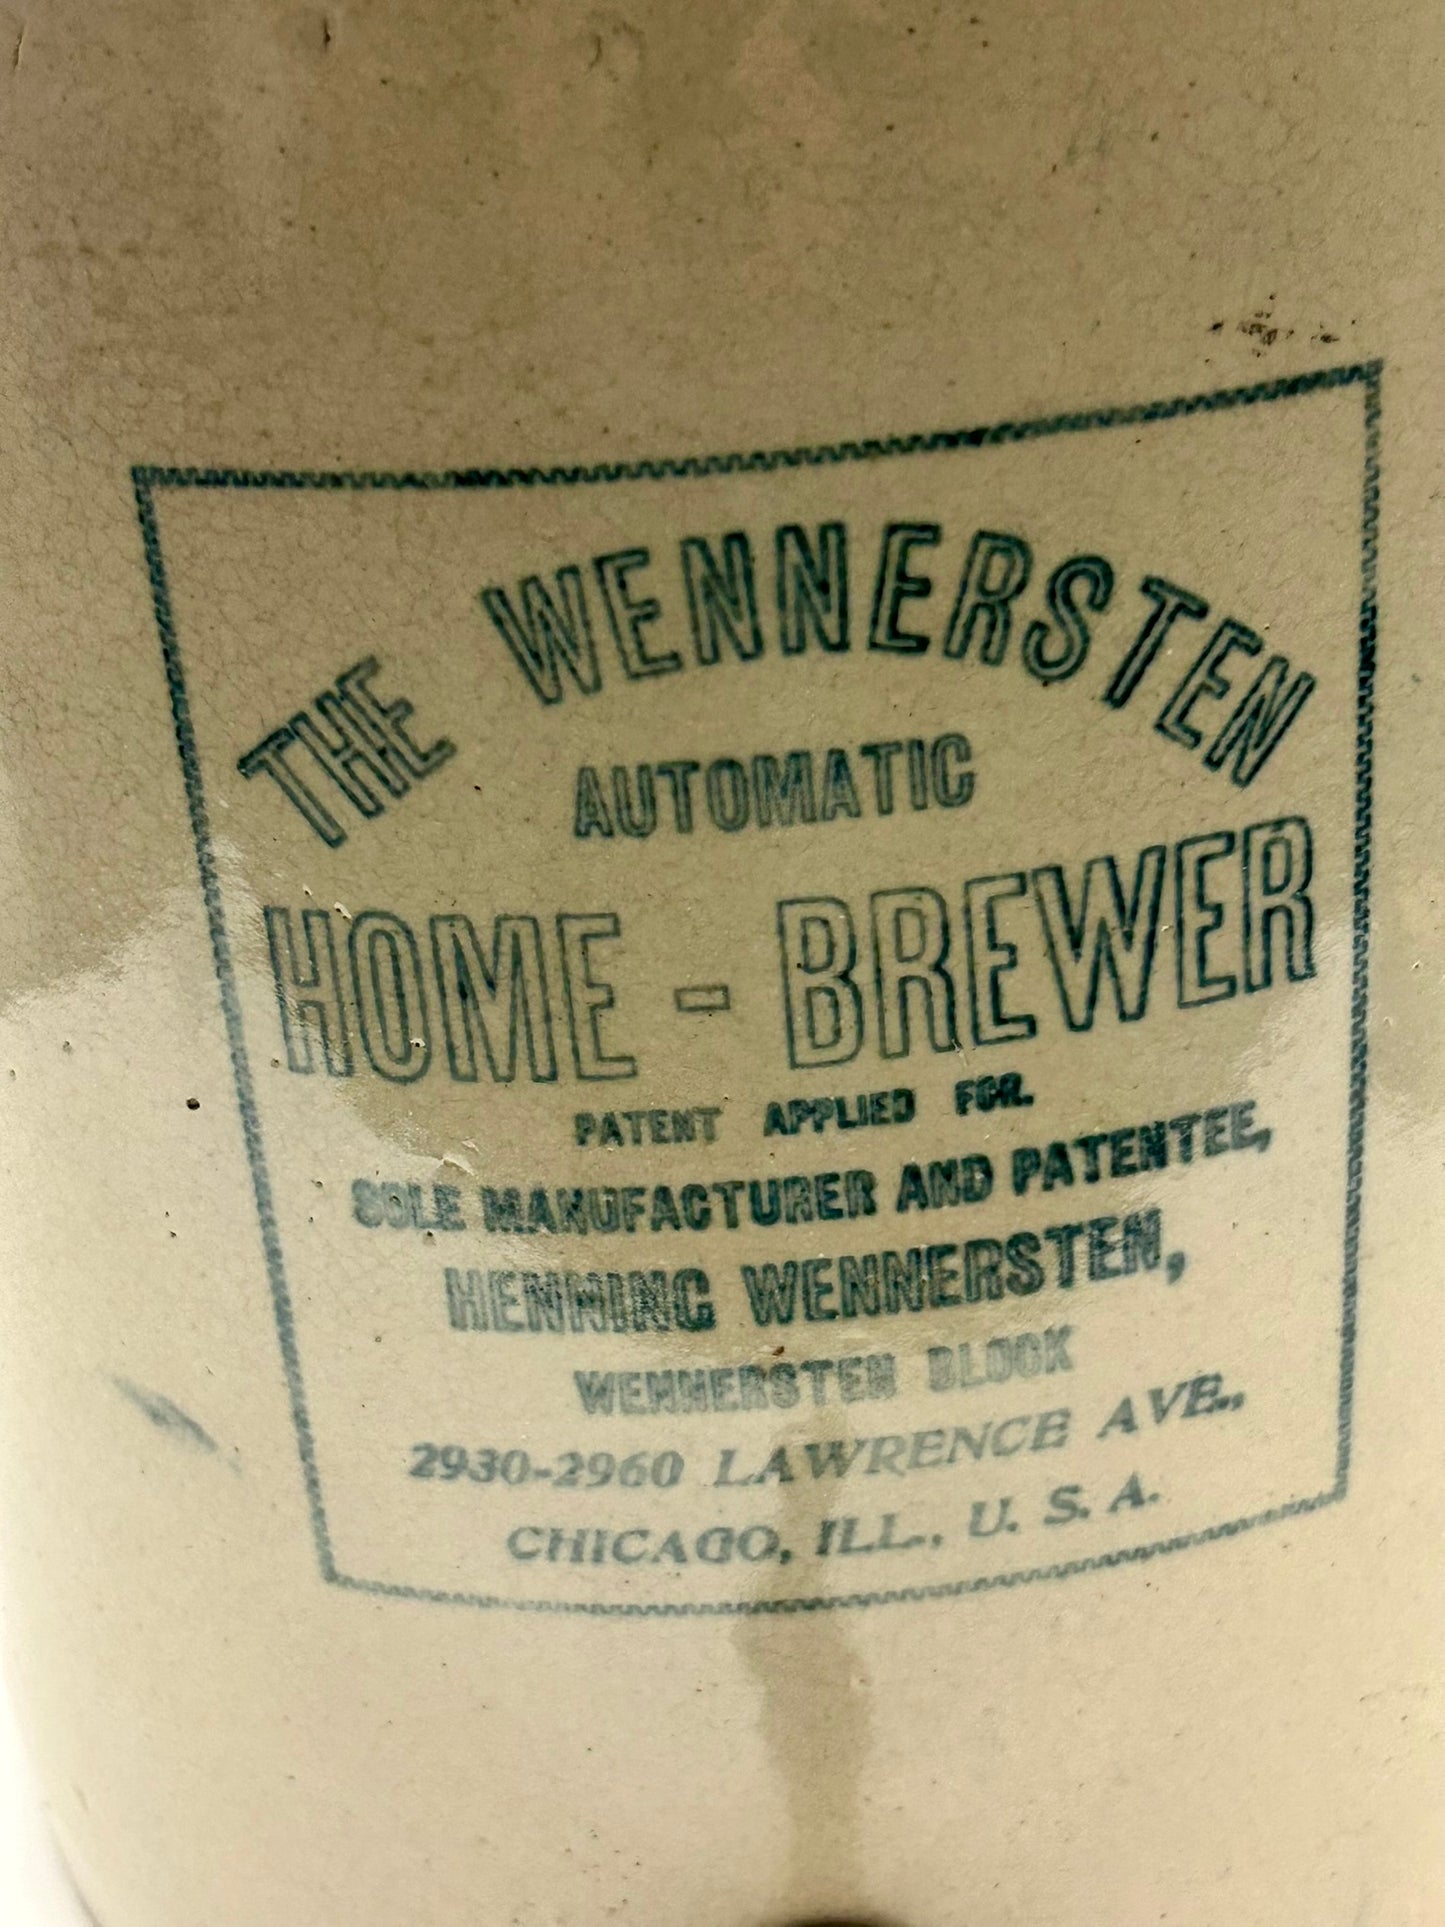 THE WENNERSTEN
AUTOMATIC
HOME - BREWER
PATENT APPLIED FOR.
SOLE MANUFACTURER AND PATENTEE,
HENNING WENNERSTEN,
WENNERSTEN BLOCK
2930-2960 LAWRENCE AVE.,
CHICAGO, ILL., U. S. A.